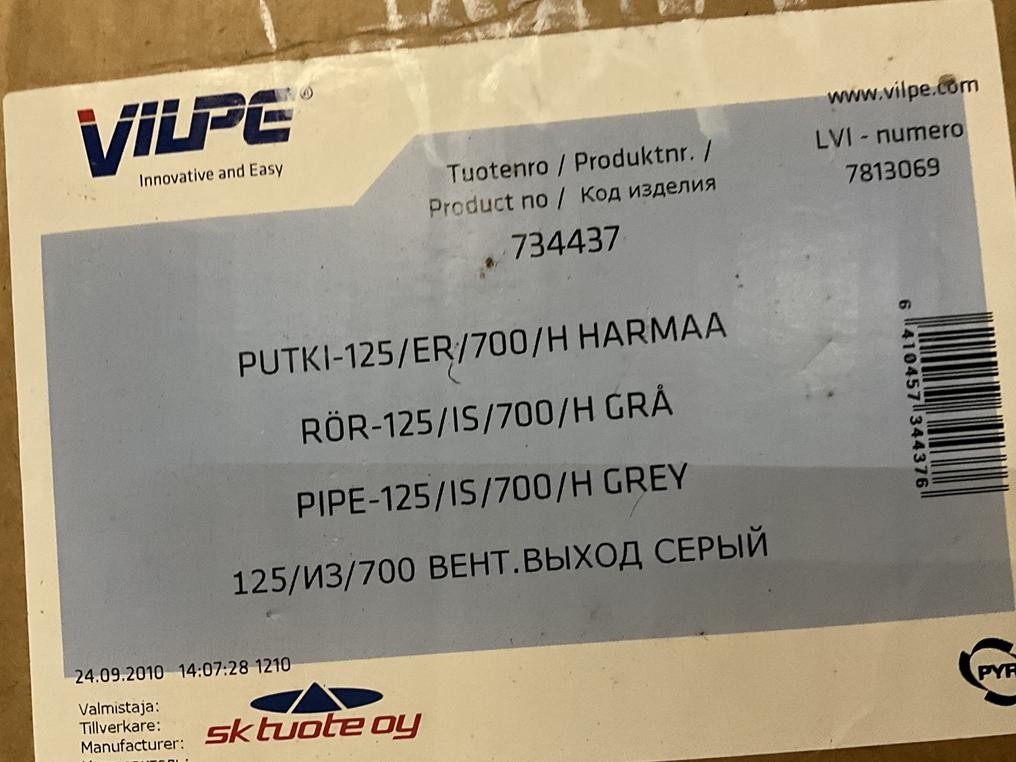 VILPE®
Innovative and Easy
www.vilpe.com
LVI - numero
7813069
Tuotenro / Produktnr. /
Product no / Код изделия
734437
PUTKI-125/ER/700/H HARMAA
RÖR-125/IS/700/H GRÅ
PIPE-125/IS/700/H GREY
125/ИЗ/700 ВЕНТ.ВЫХОД СЕРЫЙ
6 410457 344376
24.09.2010 14:07:28 1210
Valmistaja:
Tillverkare:
Manufacturer:
sk tuote oy
PYR